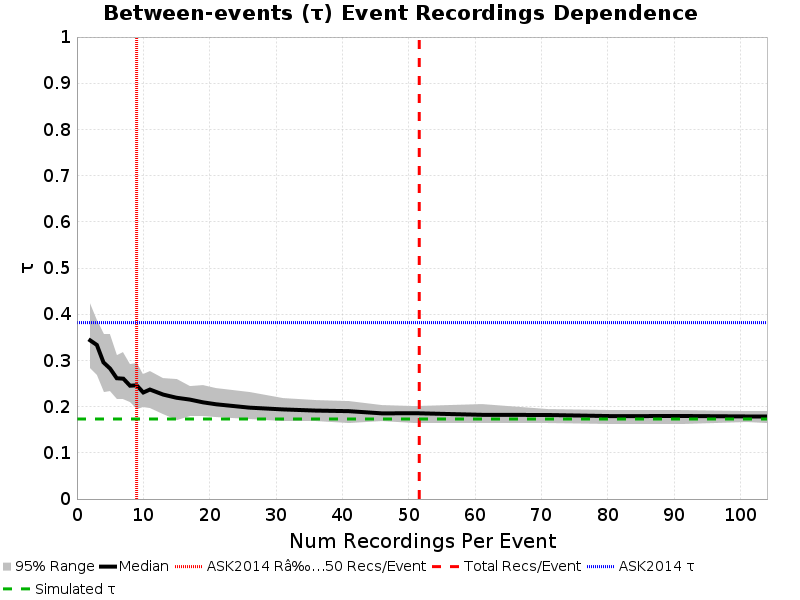 Between-events (τ) Event Recordings Dependence
1
0.9
0.8
0.7
0.6
0.5
0.4
0.3
0.2
0.1
0
τ
0 10 20 30 40 50 60 70 80 90 100
Num Recordings Per Event
95% Range Median ASK2014 Râ‰…50 Recs/Event Total Recs/Event ASK2014 τ
Simulated τ